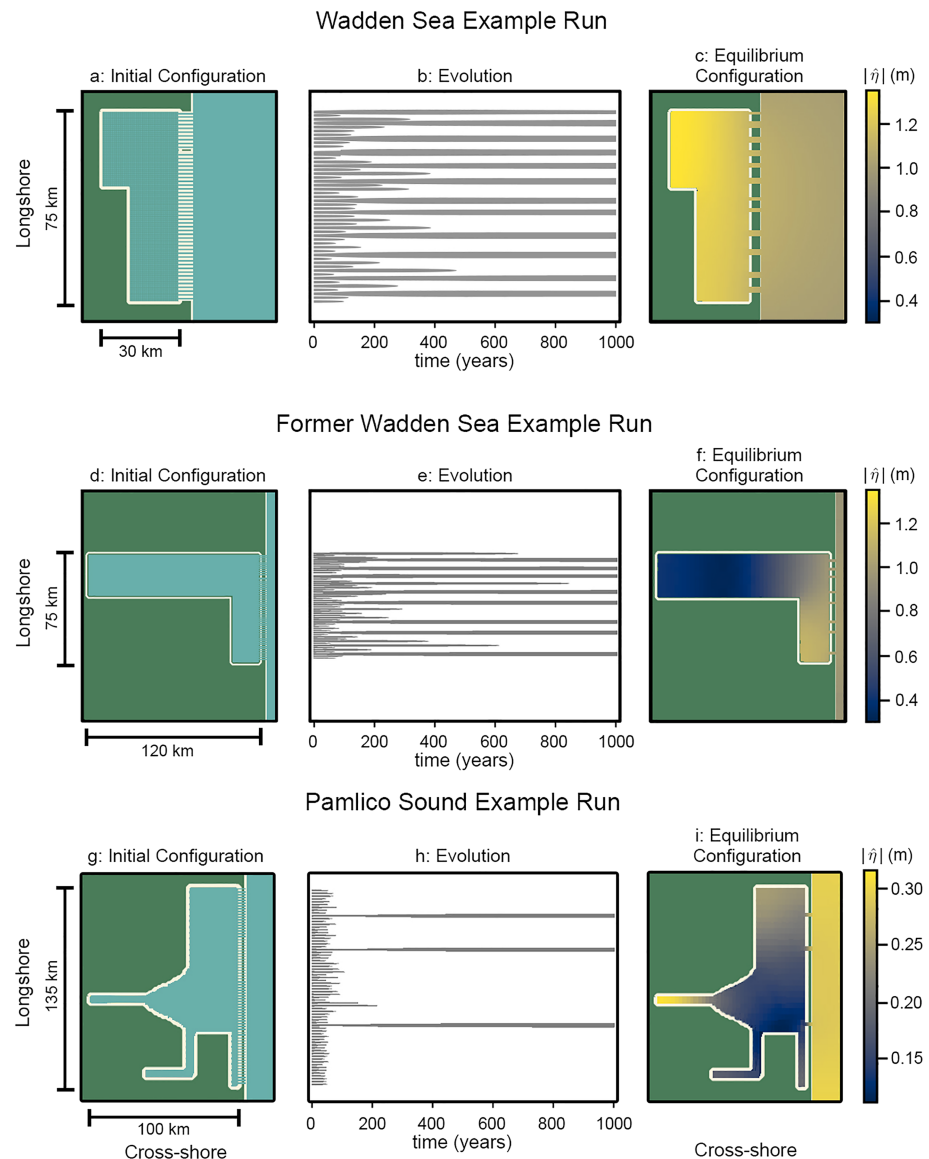 Wadden Sea Example Run
a: Initial Configuration
b: Evolution
c: Equilibrium
Configuration
|η̂| (m)
Longshore
75 km
30 km
0 200 400 600 800 1000
time (years)
1.2
1.0
0.8
0.6
0.4
Former Wadden Sea Example Run
d: Initial Configuration
e: Evolution
f: Equilibrium
Configuration
|η̂| (m)
Longshore
75 km
120 km
0 200 400 600 800 1000
time (years)
1.2
1.0
0.8
0.6
0.4
Pamlico Sound Example Run
g: Initial Configuration
h: Evolution
i: Equilibrium
Configuration
|η̂| (m)
Longshore
135 km
100 km
Cross-shore
0 200 400 600 800 1000
time (years)
Cross-shore
0.30
0.25
0.20
0.15